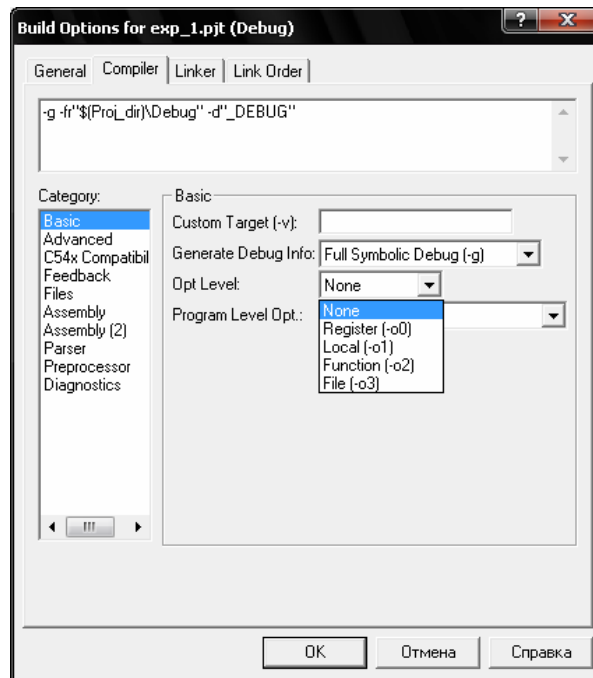 Build Options for exp_1.pjt (Debug)
General Compiler Linker Link Order
-g -fr"$(Proj_dir)\Debug" -d"_DEBUG"
Category:
Basic
Advanced
C54x Compatibil
Feedback
Files
Assembly
Assembly (2)
Parser
Preprocessor
Diagnostics
Basic
Custom Target (-v):
Generate Debug Info: Full Symbolic Debug (-g)
Opt Level: None
Program Level Opt.:
None
Register (-o0)
Local (-o1)
Function (-o2)
File (-o3)
OK Отмена Справка